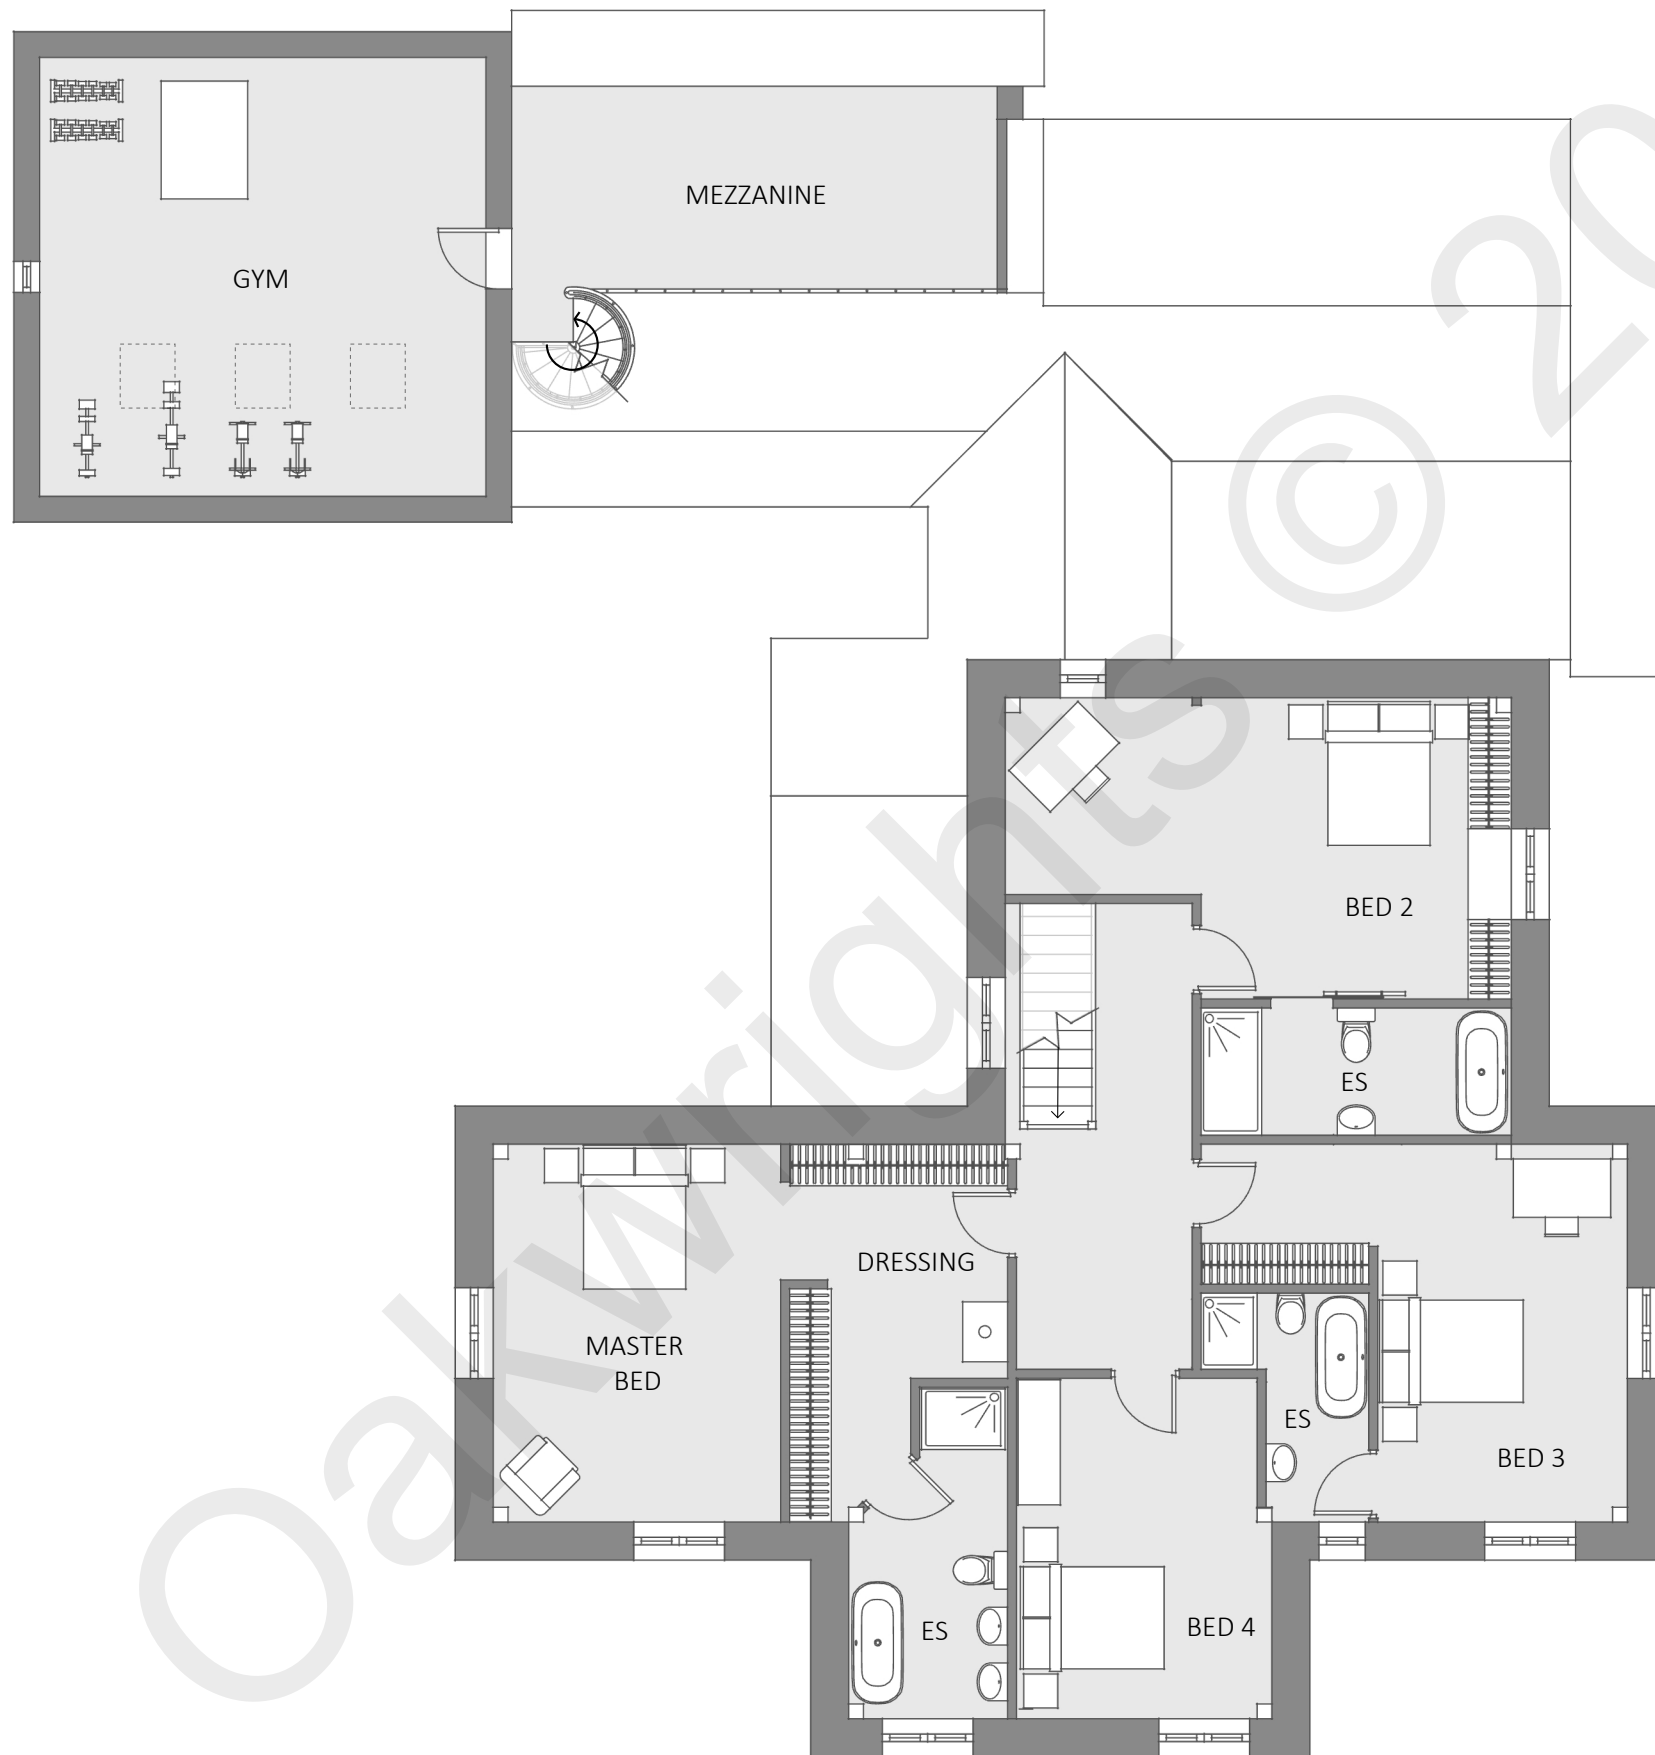 MEZZANINE
GYM
BED 2
ES
DRESSING
MASTER
BED
ES
BED 3
ES
BED 4
Oakwrights © 20